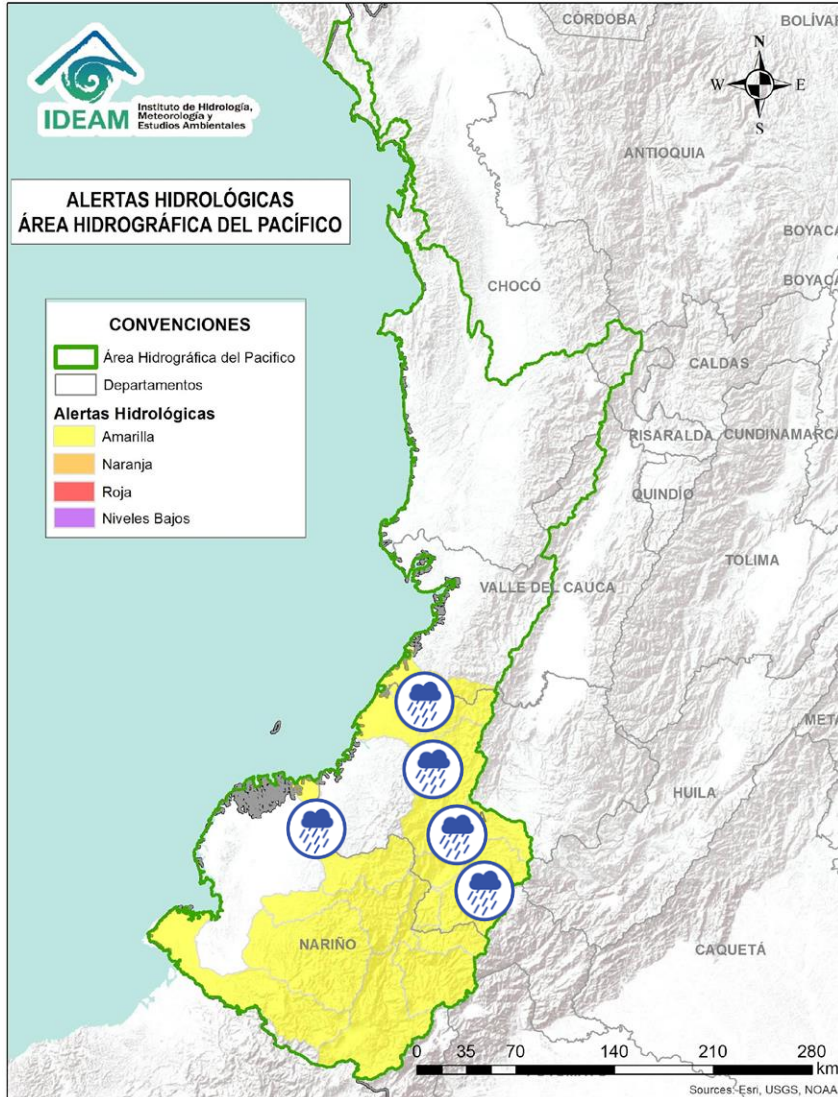 CÓRDOBA
BOLÍVAR
IDEAM
Instituto de Hidrología,
Meteorología y
Estudios Ambientales
N
W
E
S
ANTIOQUIA
ALERTAS HIDROLÓGICAS
ÁREA HIDROGRÁFICA DEL PACÍFICO
BOYACÁ
BOYACÁ
CHOCÓ
CONVENCIONES
Área Hidrográfica del Pacifico
Departamentos
Alertas Hidrológicas
Amarilla
Naranja
Roja
Niveles Bajos
CALDAS
RISARALDA
CUNDINAMARCA
QUINDÍO
TOLIMA
VALLE DEL CAUCA
META
HUILA
NARIÑO
CAQUETÁ
0 35 70 140 210 280
km
Sources: Esri, USGS, NOAA